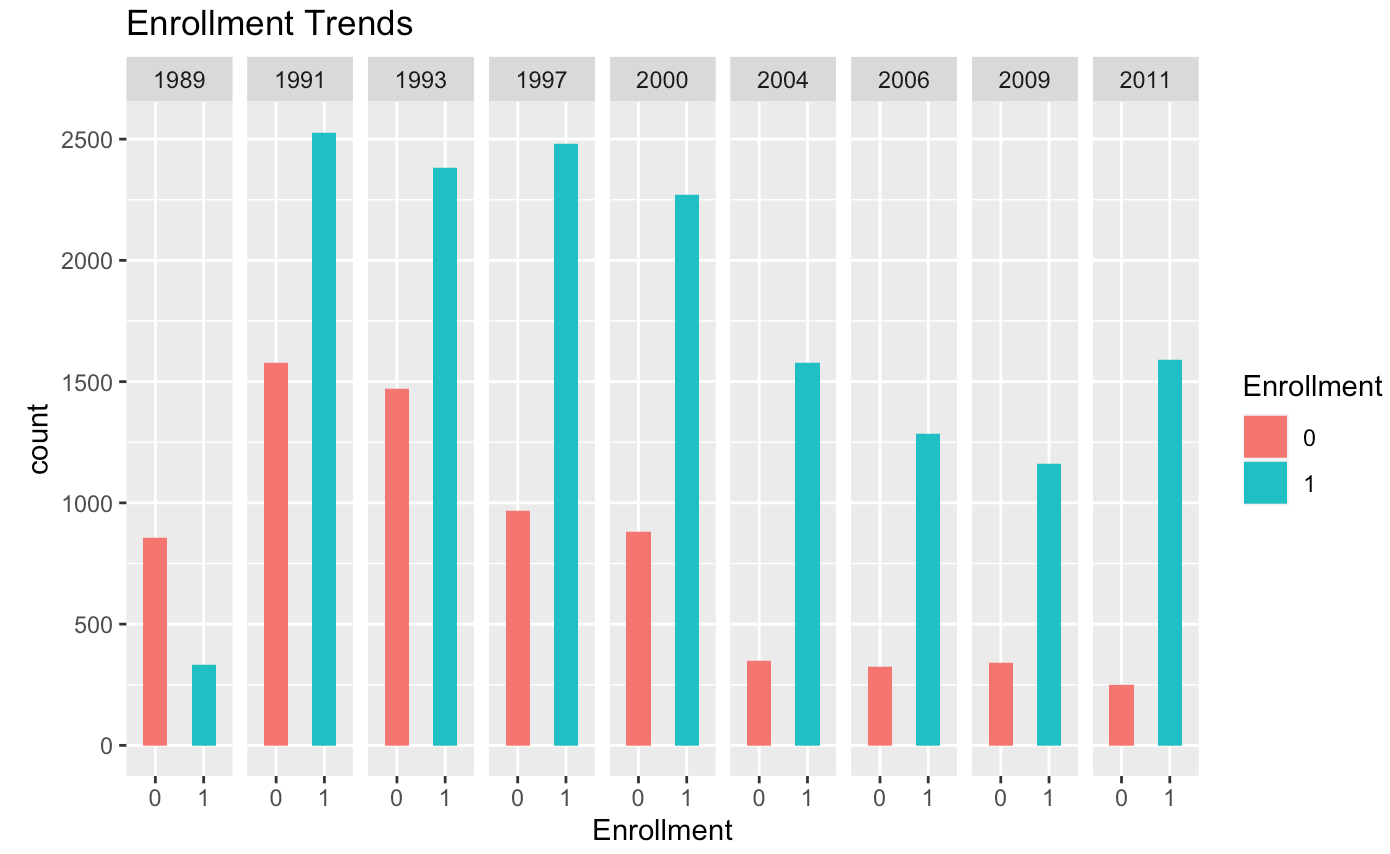 Enrollment Trends
1989 1991 1993 1997 2000 2004 2006 2009 2011
2500
2000
1500
1000
500
0
count
0 1 0 1 0 1 0 1 0 1 0 1 0 1 0 1 0 1
Enrollment
Enrollment
0
1